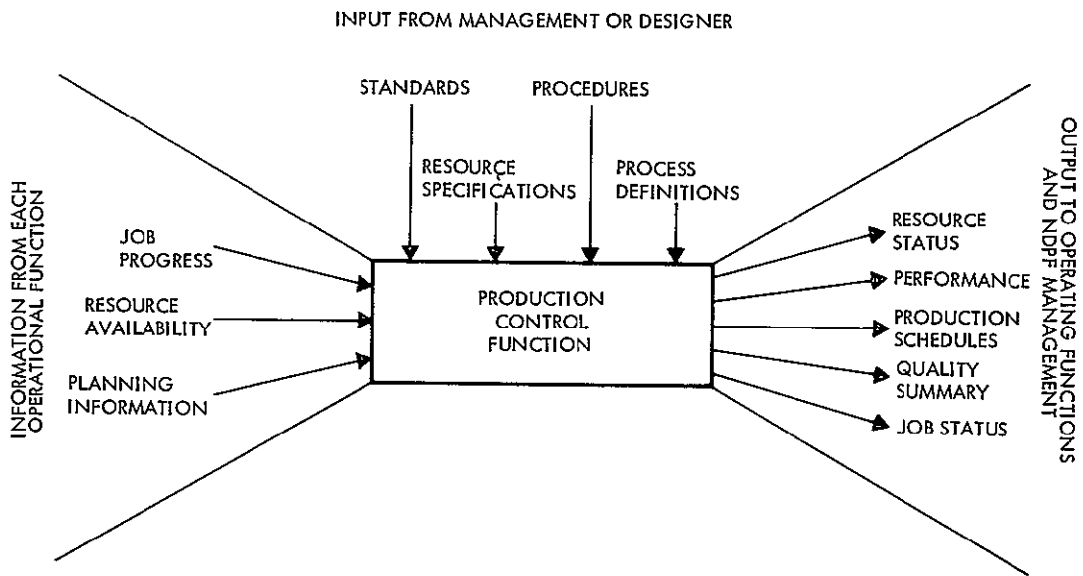 INPUT FROM MANAGEMENT OR DESIGNER
STANDARDS
PROCEDURES
RESOURCE
SPECIFICATIONS
PROCESS
DEFINITIONS
INFORMATION FROM EACH
OPERATIONAL FUNCTION
JOB
PROGRESS
RESOURCE
AVAILABILITY
PLANNING
INFORMATION
PRODUCTION
CONTROL
FUNCTION
RESOURCE
STATUS
PERFORMANCE
PRODUCTION
SCHEDULES
QUALITY
SUMMARY
JOB STATUS
OUTPUT TO OPERATING FUNCTIONS
AND NDPF MANAGEMENT